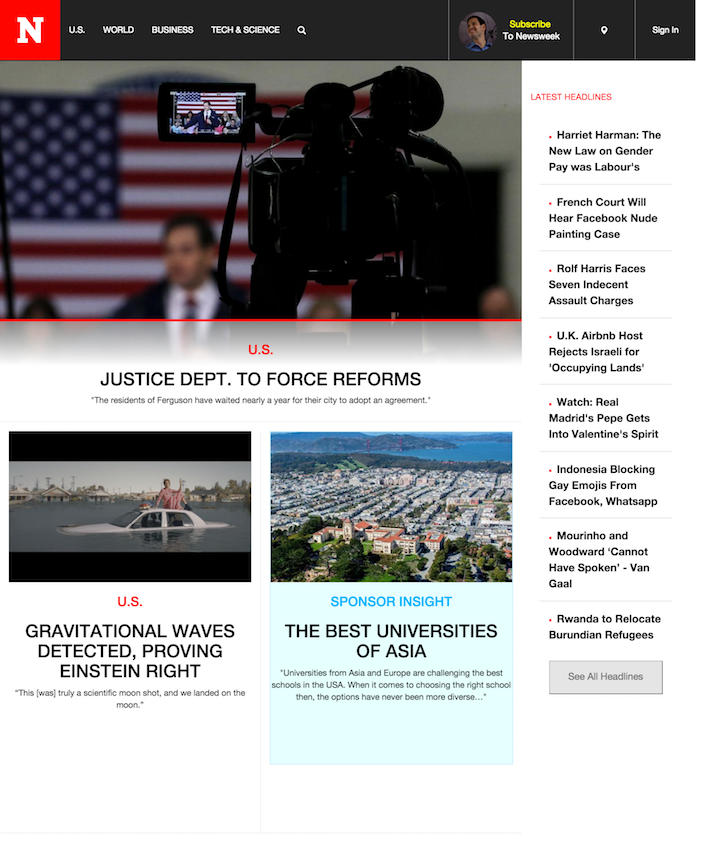 N
U.S. WORLD BUSINESS TECH & SCIENCE
Subscribe
To Newsweek
Sign In
U.S.
JUSTICE DEPT. TO FORCE REFORMS
"The residents of Ferguson have waited nearly a year for their city to adopt an agreement."
U.S.
GRAVITATIONAL WAVES
DETECTED, PROVING
EINSTEIN RIGHT
"This [was] truly a scientific moon shot, and we landed on the
moon."
SPONSOR INSIGHT
THE BEST UNIVERSITIES
OF ASIA
"Universities from Asia and Europe are challenging the best
schools in the USA. When it comes to choosing the right school
then, the options have never been more diverse…"
LATEST HEADLINES
Harriet Harman: The
New Law on Gender
Pay was Labour's
French Court Will
Hear Facebook Nude
Painting Case
Rolf Harris Faces
Seven Indecent
Assault Charges
U.K. Airbnb Host
Rejects Israeli for
'Occupying Lands'
Watch: Real
Madrid's Pepe Gets
Into Valentine's Spirit
Indonesia Blocking
Gay Emojis From
Facebook, Whatsapp
Mourinho and
Woodward ‘Cannot
Have Spoken’ - Van
Gaal
Rwanda to Relocate
Burundian Refugees
See All Headlines